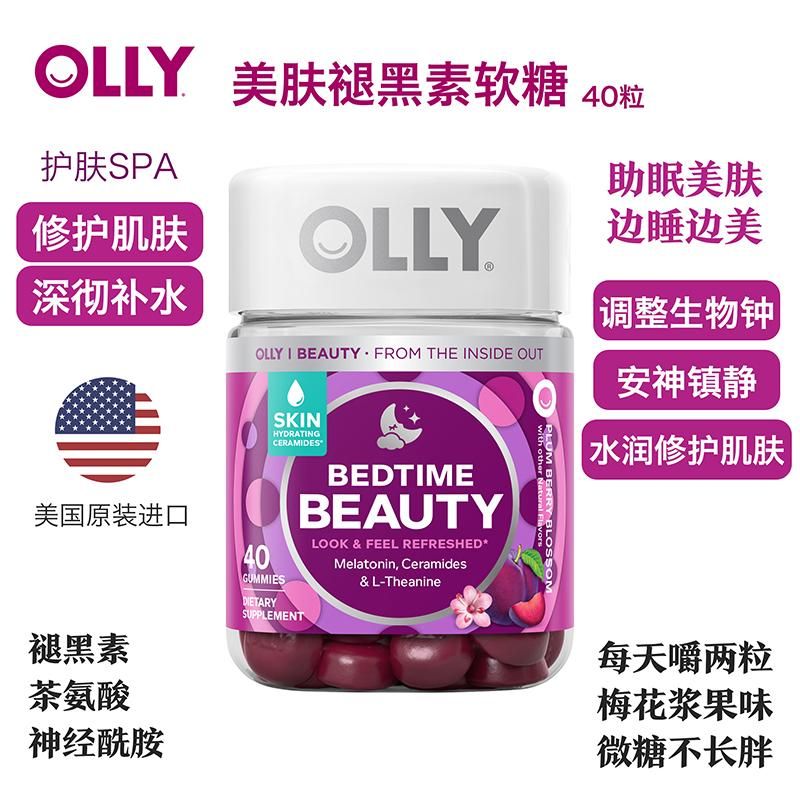 OLLY®
美肤褪黑素软糖 40粒
护肤SPA
修护肌肤
深彻补水
助眠美肤
边睡边美
调整生物钟
安神镇静
水润修护肌肤
美国原装进口
OLLY®
OLLY | BEAUTY · FROM THE INSIDE OUT
SKIN
HYDRATING
CERAMIDES*
BEDTIME
BEAUTY
LOOK & FEEL REFRESHED*
Melatonin, Ceramides
& L-Theanine
40
GUMMIES
DIETARY
SUPPLEMENT
PLUM BERRY BLOSSOM
with other Natural Flavors
褪黑素
茶氨酸
神经酰胺
每天嚼两粒
梅花浆果味
微糖不长胖